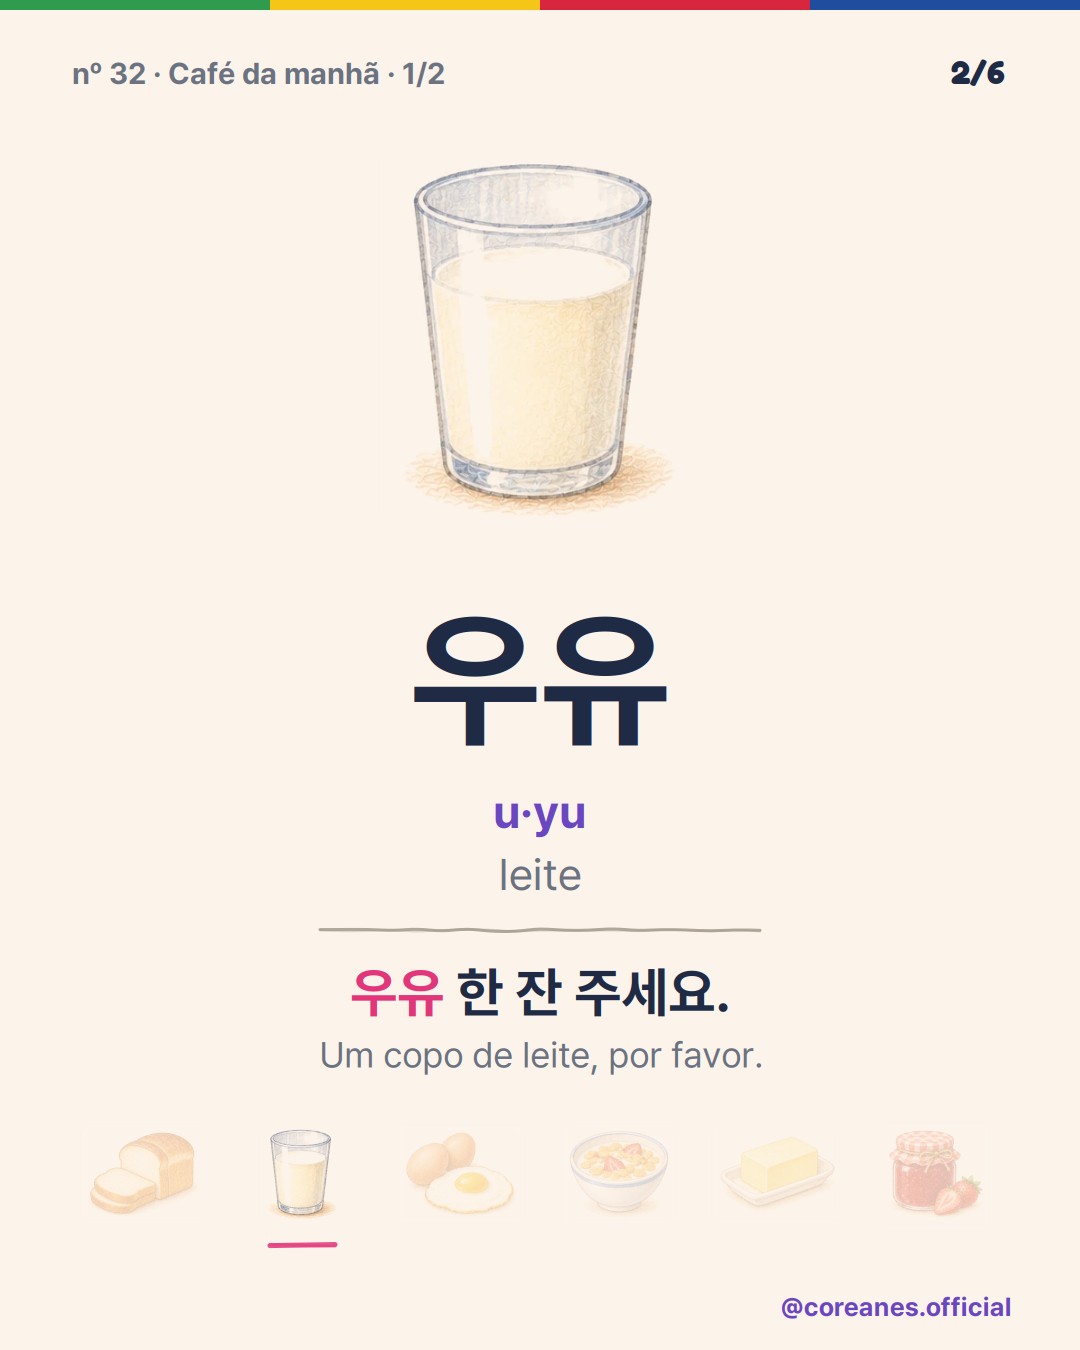 nº 32 · Café da manhã · 1/2
2/6
우유
u·yu
leite
우유 한 잔 주세요.
Um copo de leite, por favor.
@coreanes.official